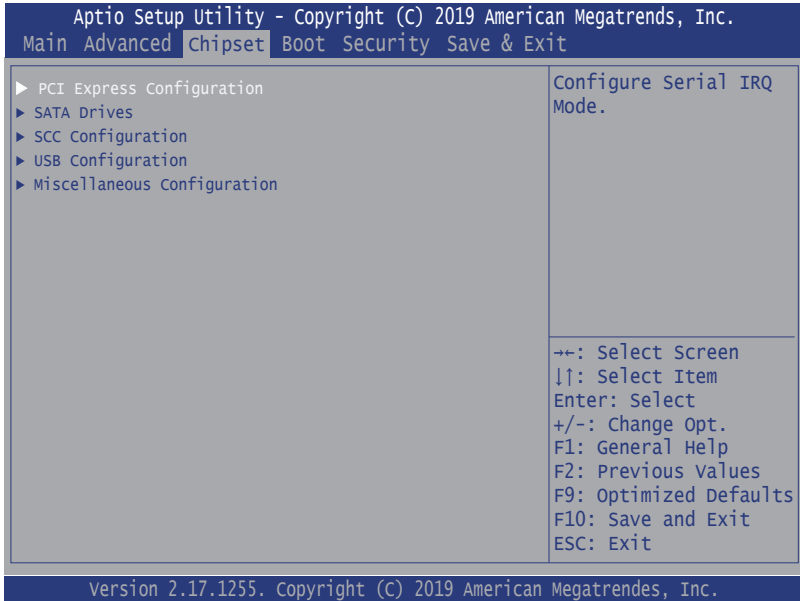 Aptio Setup Utility - Copyright (C) 2019 American Megatrends, Inc.
Main Advanced Chipset Boot Security Save & Exit
▶ PCI Express Configuration
▶ SATA Drives
▶ SCC Configuration
▶ USB Configuration
▶ Miscellaneous Configuration
Configure Serial IRQ
Mode.
→←: Select Screen
↓↑: Select Item
Enter: Select
+/-: Change Opt.
F1: General Help
F2: Previous Values
F9: Optimized Defaults
F10: Save and Exit
ESC: Exit
Version 2.17.1255. Copyright (C) 2019 American Megatrendes, Inc.